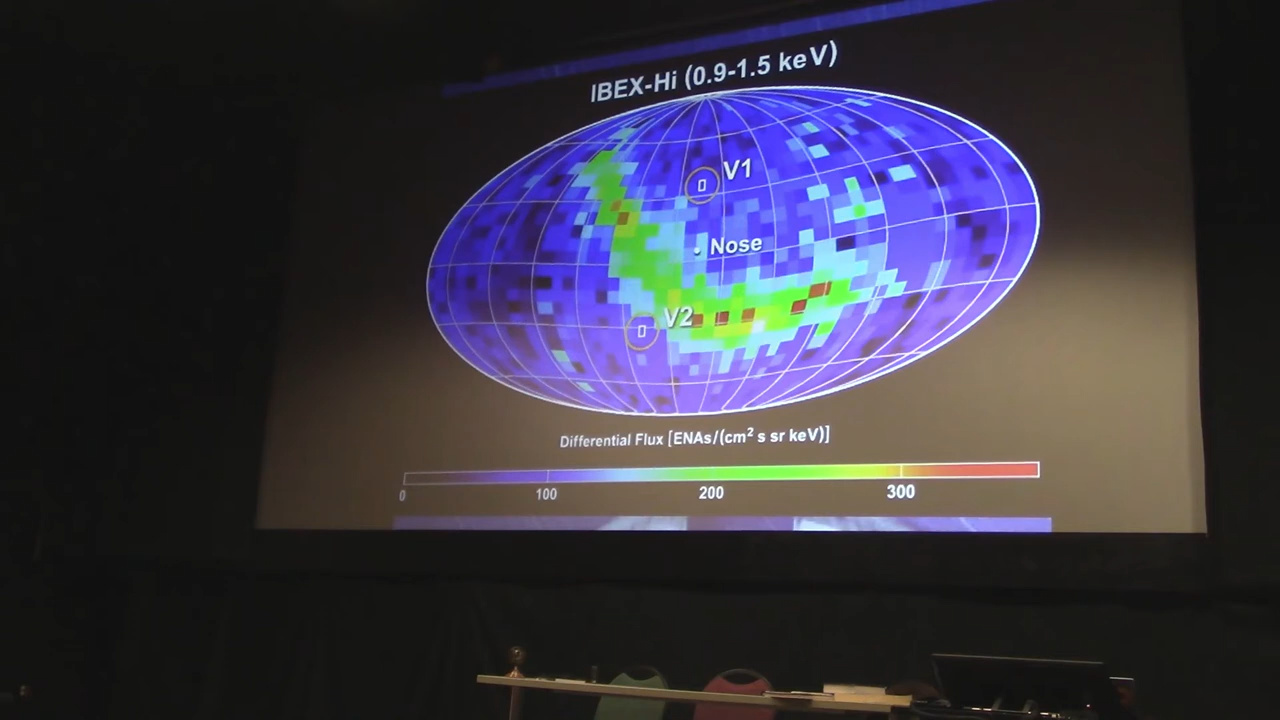 IBEX-Hi (0.9-1.5 keV)
V1
Nose
V2
Differential Flux [ENAs/(cm² s sr keV)]
0 100 200 300